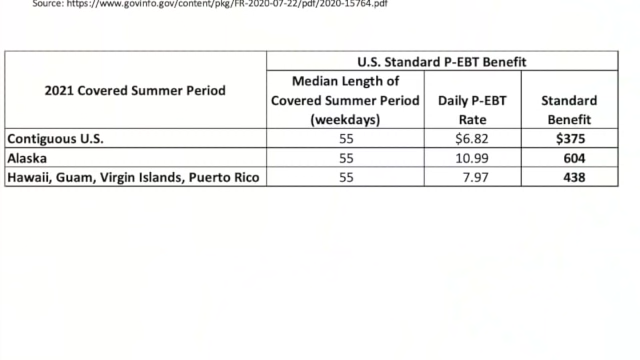 Source: https://www.govinfo.gov/content/pkg/FR-2020-07-22/pdf/2020-15764.pdf
U.S. Standard P-EBT Benefit
2021 Covered Summer Period
Median Length of Covered Summer Period (weekdays)
Daily P-EBT Rate
Standard Benefit
Contiguous U.S. 55 $6.82 $375
Alaska 55 10.99 604
Hawaii, Guam, Virgin Islands, Puerto Rico 55 7.97 438